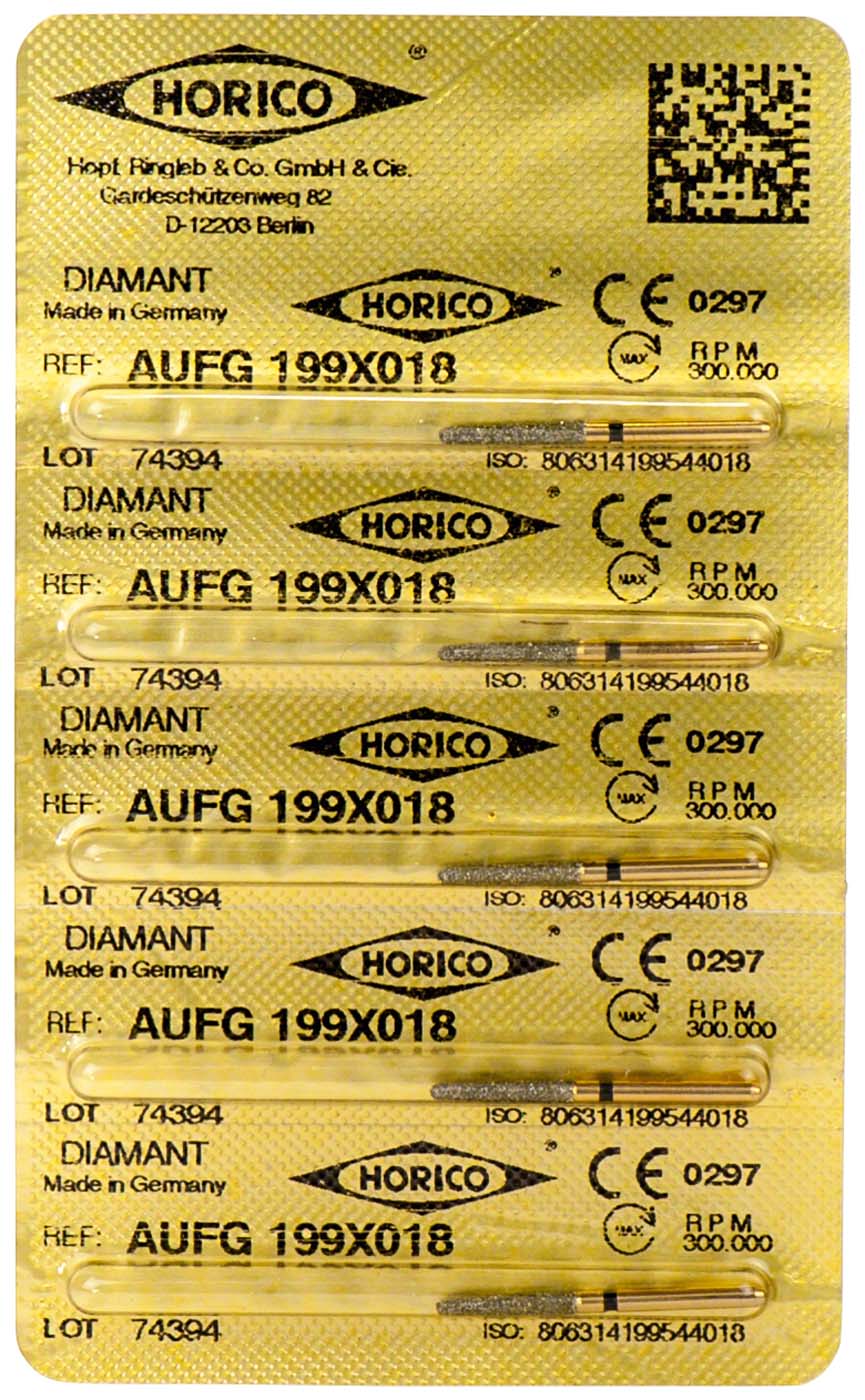 HORICO ®
Hopf, Ringleb & Co. GmbH & Cie.
Gardeschützenweg 82
D-12203 Berlin
DIAMANT HORICO ® CE 0297
Made in Germany
REF: AUFG 199X018 MAX RPM
300.000
LOT 74394 ISO: 806314199544018
DIAMANT HORICO ® CE 0297
Made in Germany
REF: AUFG 199X018 MAX RPM
300.000
LOT 74394 ISO: 806314199544018
DIAMANT HORICO ® CE 0297
Made in Germany
REF: AUFG 199X018 MAX RPM
300.000
LOT 74394 ISO: 806314199544018
DIAMANT HORICO ® CE 0297
Made in Germany
REF: AUFG 199X018 MAX RPM
300.000
LOT 74394 ISO: 806314199544018
DIAMANT HORICO ® CE 0297
Made in Germany
REF: AUFG 199X018 MAX RPM
300.000
LOT 74394 ISO: 806314199544018